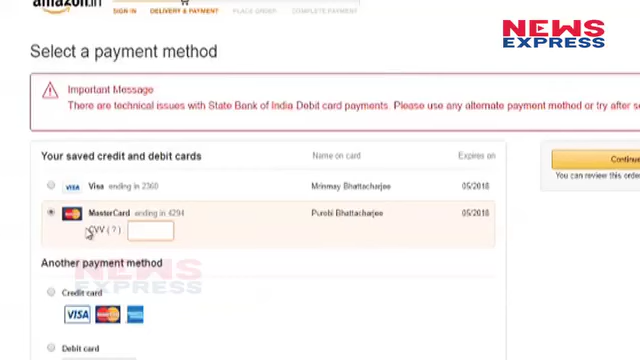 amazon.in
SIGN IN DELIVERY & PAYMENT PLACE ORDER COMPLETE PAYMENT
NEWS
EXPRESS
Select a payment method
Important Message
There are technical issues with State Bank of India Debit card payments. Please use any alternate payment method or try after
Your saved credit and debit cards Name on card Expires on
VISA Visa ending in 2360 Mrinmay Bhattacharjee 05/2018
MasterCard MasterCard ending in 4294 Purobi Bhattacharjee 05/2018
CVV ( ? )
Continue
You can review this order
Another payment method
NEWS
EXPRESS
Credit card
VISA MasterCard
Debit card